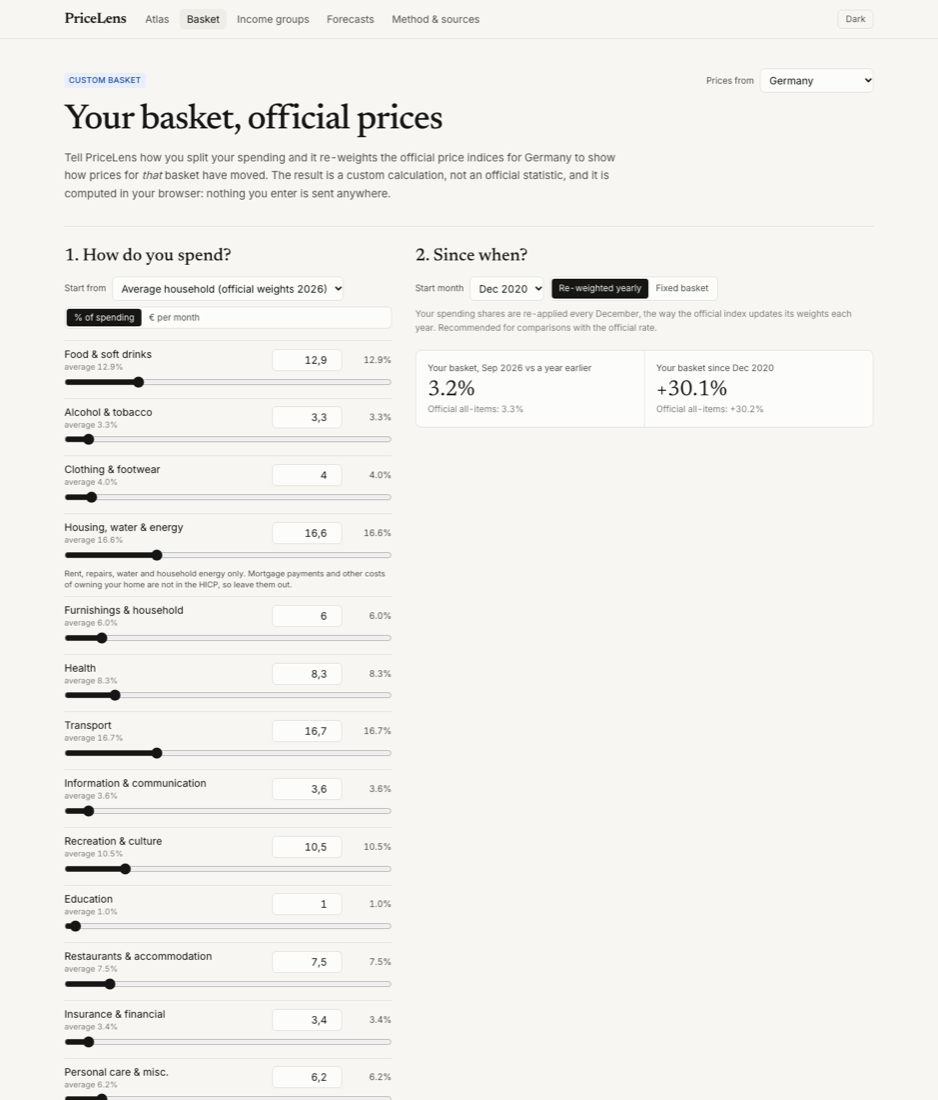 PriceLens
Atlas
Basket
Income groups
Forecasts
Method & sources
Dark
CUSTOM BASKET
Prices from
Germany
Your basket, official prices
Tell PriceLens how you split your spending and it re-weights the official price indices for Germany to show
how prices for that basket have moved. The result is a custom calculation, not an official statistic, and it is
computed in your browser: nothing you enter is sent anywhere.
1. How do you spend?
Start from
Average household (official weights 2026)
% of spending
€ per month
Food & soft drinks
average 12.9%
12,9
12.9%
Alcohol & tobacco
average 3.3%
3,3
3.3%
Clothing & footwear
average 4.0%
4
4.0%
Housing, water & energy
average 16.6%
16,6
16.6%
Rent, repairs, water and household energy only. Mortgage payments and other costs
of owning your home are not in the HICP, so leave them out.
Furnishings & household
average 6.0%
6
6.0%
Health
average 8.3%
8,3
8.3%
Transport
average 16.7%
16,7
16.7%
Information & communication
average 3.6%
3,6
3.6%
Recreation & culture
average 10.5%
10,5
10.5%
Education
average 1.0%
1
1.0%
Restaurants & accommodation
average 7.5%
7,5
7.5%
Insurance & financial
average 3.4%
3,4
3.4%
Personal care & misc.
average 6.2%
6,2
6.2%
2. Since when?
Start month
Dec 2020
Re-weighted yearly
Fixed basket
Your spending shares are re-applied every December, the way the official index updates its weights each
year. Recommended for comparisons with the official rate.
Your basket, Sep 2026 vs a year earlier
3.2%
Official all-items: 3.3%
Your basket since Dec 2020
+30.1%
Official all-items: +30.2%